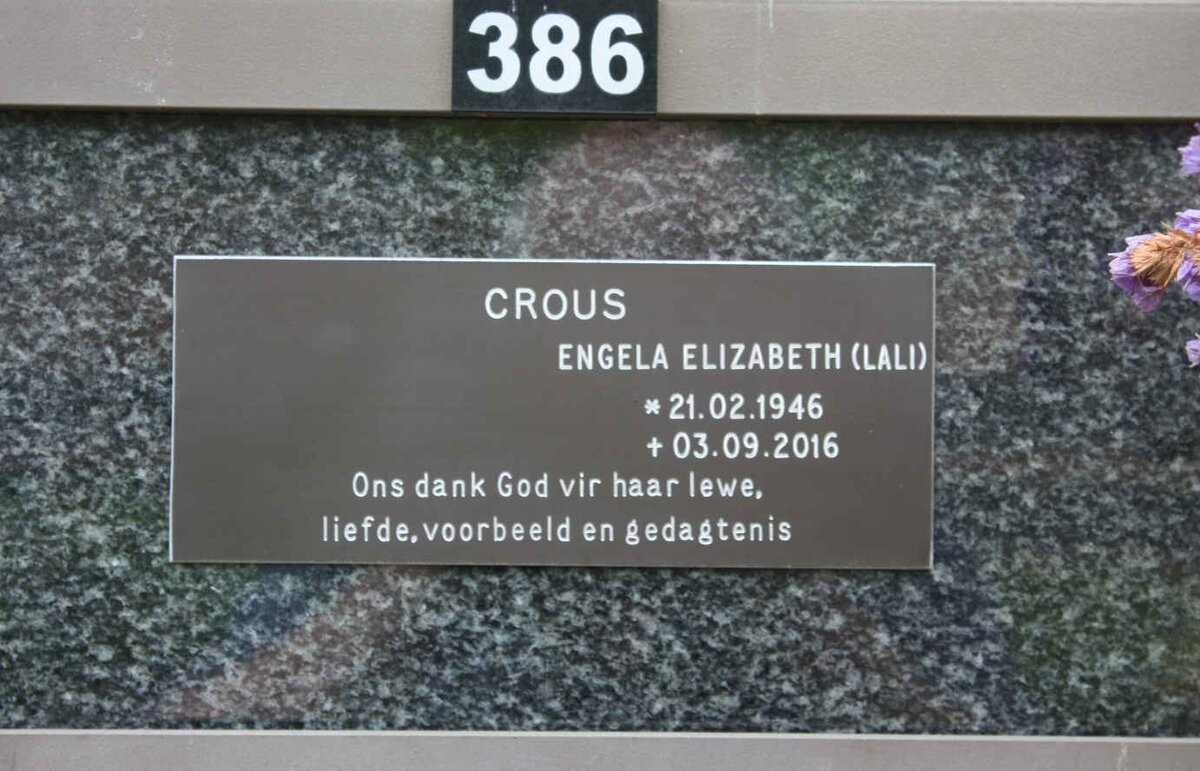 386
CROUS
ENGELA ELIZABETH (LALI)
* 21.02.1946
+ 03.09.2016
Ons dank God vir haar lewe,
liefde, voorbeeld en gedagtenis